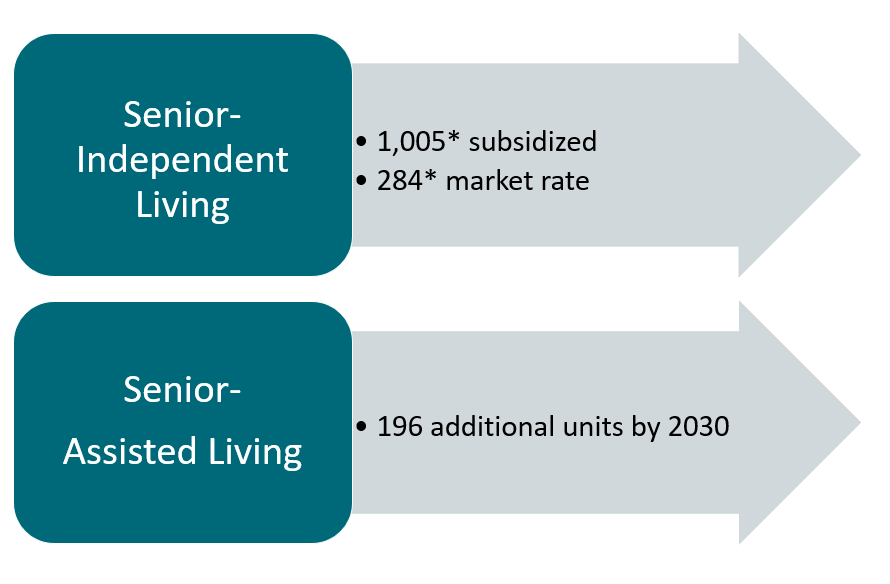 Senior-
Independent
Living
• 1,005* subsidized
• 284* market rate
Senior-
Assisted Living
• 196 additional units by 2030